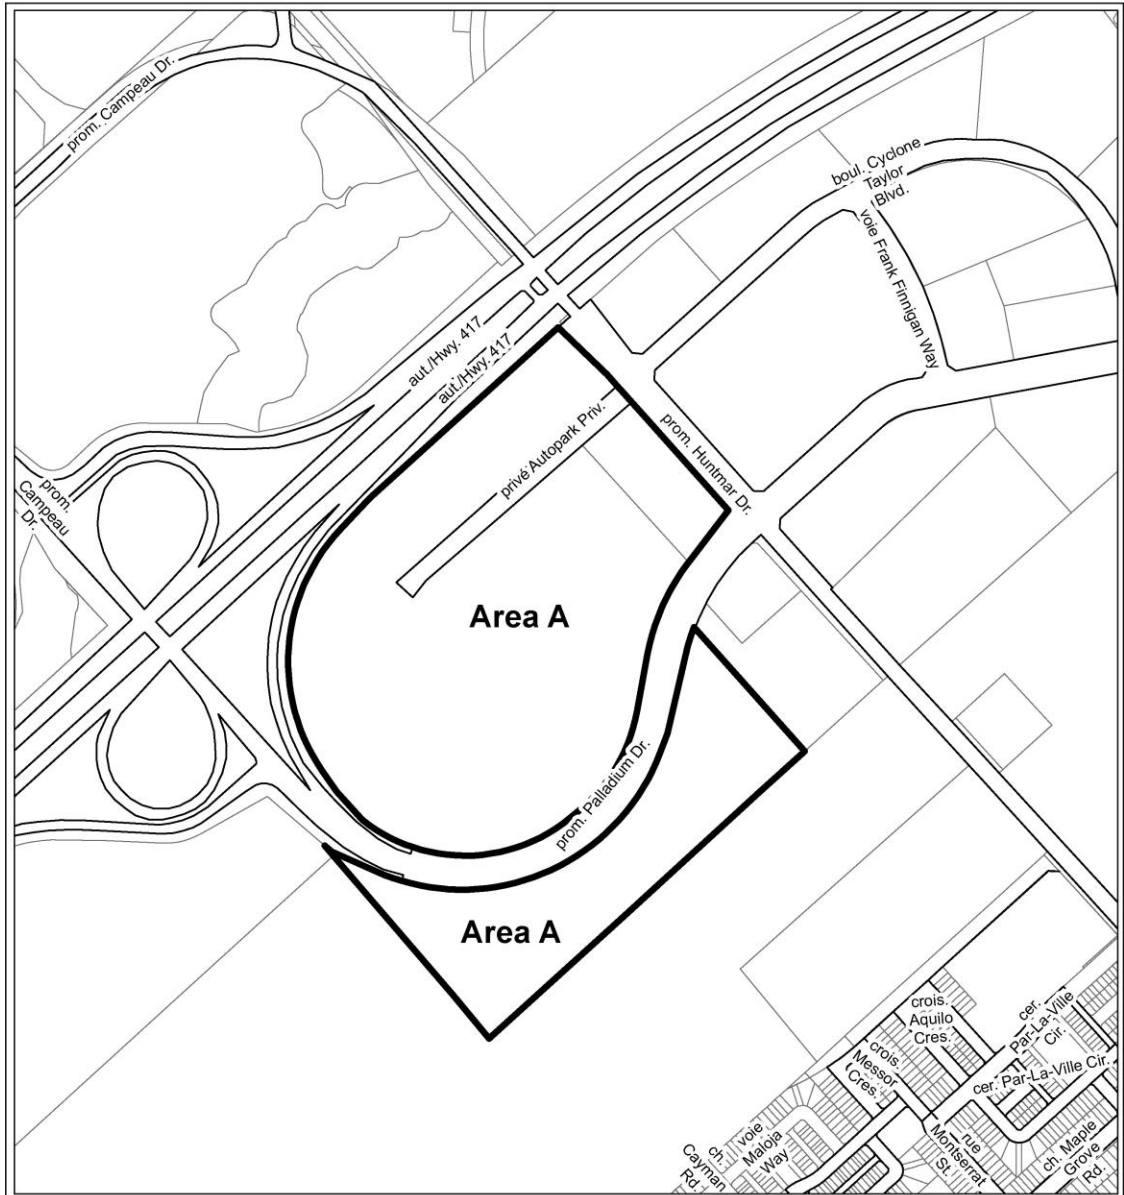 prom. Campeau Dr.
boul. Cyclone
Taylor
Blvd.
voie Frank Finnigan Way
aut./Hwy. 417
aut./Hwy. 417
privé Autopark Priv.
prom. Huntmar Dr.
prom.
Campeau
Dr.
Area A
prom. Palladium Dr.
Area A
crois.
Aquilo
Cres.
cer.
Par-La-Ville
Cir.
crois.
Messor
Cres.
cer. Par-La-Ville Cir.
ch.
Cayman
Rd.
voie
Maloja
Way
rue
Montserrat
St.
ch. Maple
Grove
Rd.